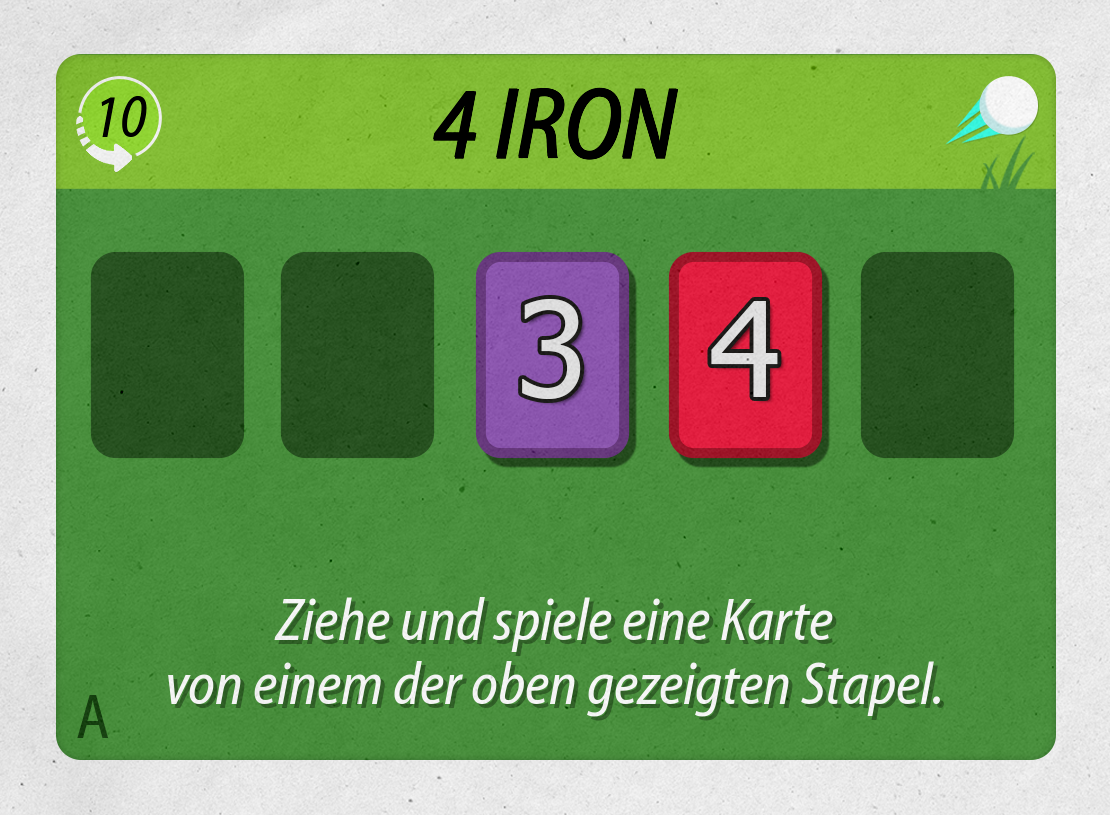 10
4 IRON
3 4
Ziehe und spiele eine Karte
von einem der oben gezeigten Stapel.
A